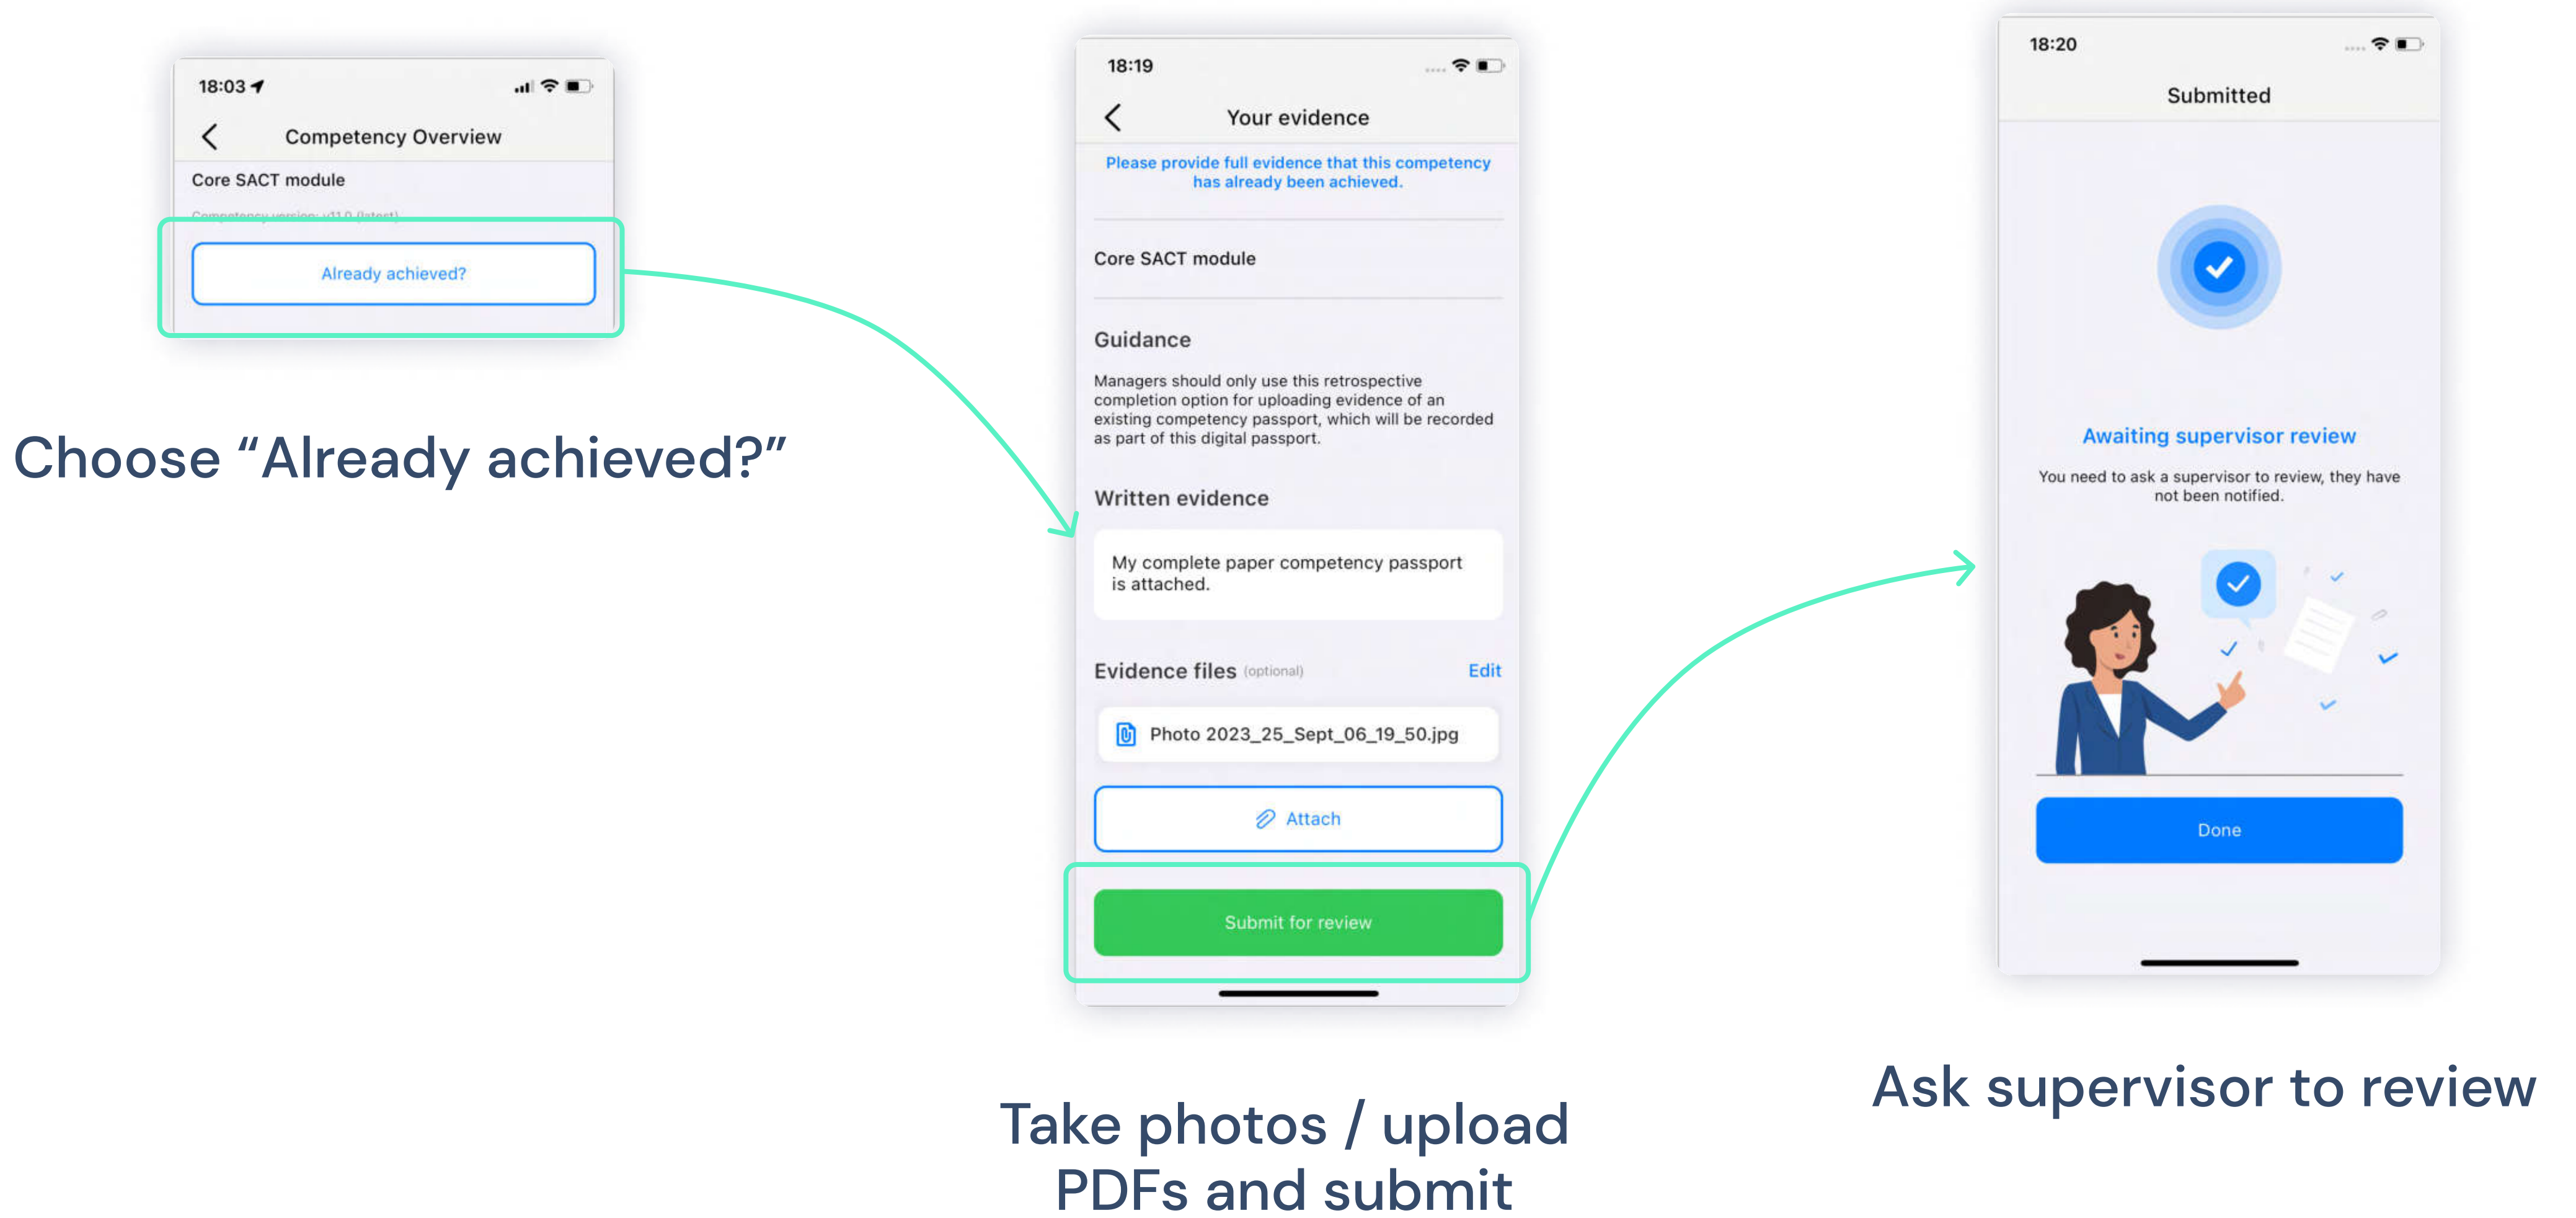 18:03
Competency Overview
Core SACT module
Competency version: v11.0 (latest)
Already achieved?
Choose “Already achieved?”
18:19
Your evidence
Please provide full evidence that this competency
has already been achieved.
Core SACT module
Guidance
Managers should only use this retrospective
completion option for uploading evidence of an
existing competency passport, which will be recorded
as part of this digital passport.
Written evidence
My complete paper competency passport
is attached.
Evidence files (optional) Edit
Photo 2023_25_Sept_06_19_50.jpg
Attach
Submit for review
Take photos / upload
PDFs and submit
18:20
Submitted
Awaiting supervisor review
You need to ask a supervisor to review, they have
not been notified.
Done
Ask supervisor to review